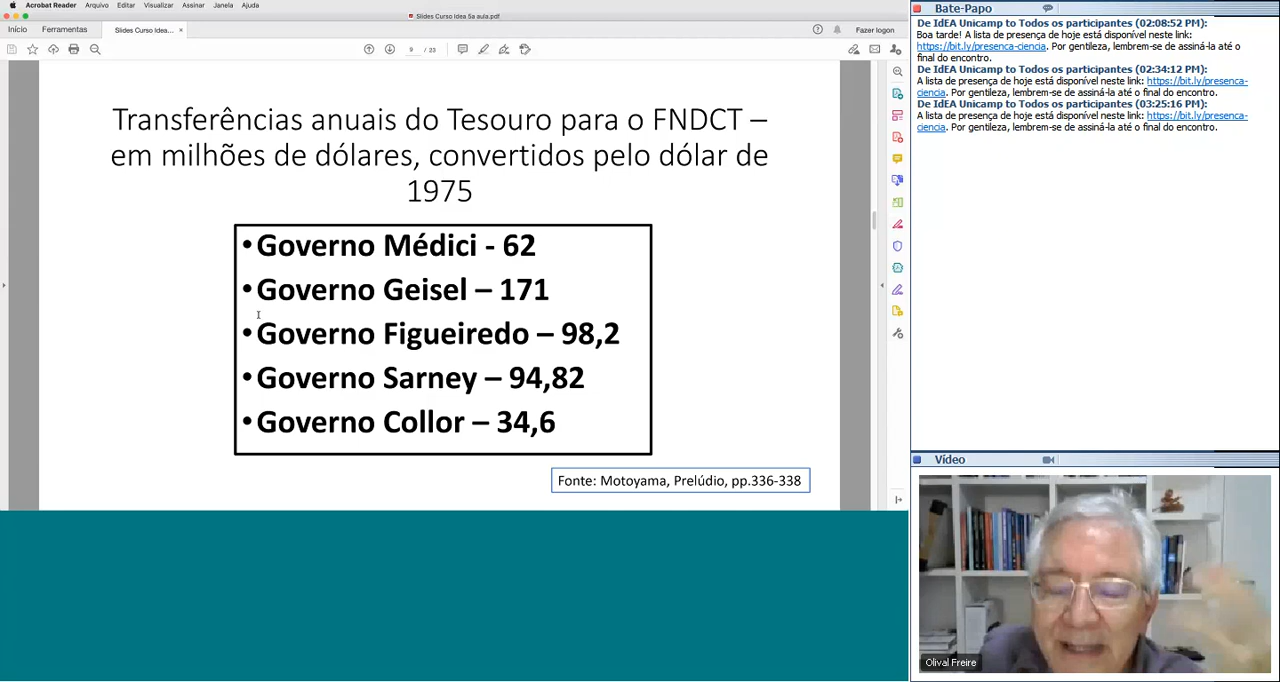 Acrobat Reader Arquivo Editar Visualizar Assinar Janela Ajuda
Slides Curso Idea 5a aula.pdf
Início Ferramentas Slides Curso Idea... × Fazer logon
9 / 23
Transferências anuais do Tesouro para o FNDCT –
em milhões de dólares, convertidos pelo dólar de
1975
•Governo Médici - 62
•Governo Geisel – 171
•Governo Figueiredo – 98,2
•Governo Sarney – 94,82
•Governo Collor – 34,6
Fonte: Motoyama, Prelúdio, pp.336-338
Bate-Papo
De IdEA Unicamp to Todos os participantes (02:08:52 PM):
Boa tarde! A lista de presença de hoje está disponível neste link:
https://bit.ly/presenca-ciencia. Por gentileza, lembrem-se de assiná-la até o
final do encontro.
De IdEA Unicamp to Todos os participantes (02:34:12 PM):
A lista de presença de hoje está disponível neste link: https://bit.ly/presenca-
ciencia. Por gentileza, lembrem-se de assiná-la até o final do encontro.
De IdEA Unicamp to Todos os participantes (03:25:16 PM):
A lista de presença de hoje está disponível neste link: https://bit.ly/presenca-
ciencia. Por gentileza, lembrem-se de assiná-la até o final do encontro.
Vídeo
Olival Freire